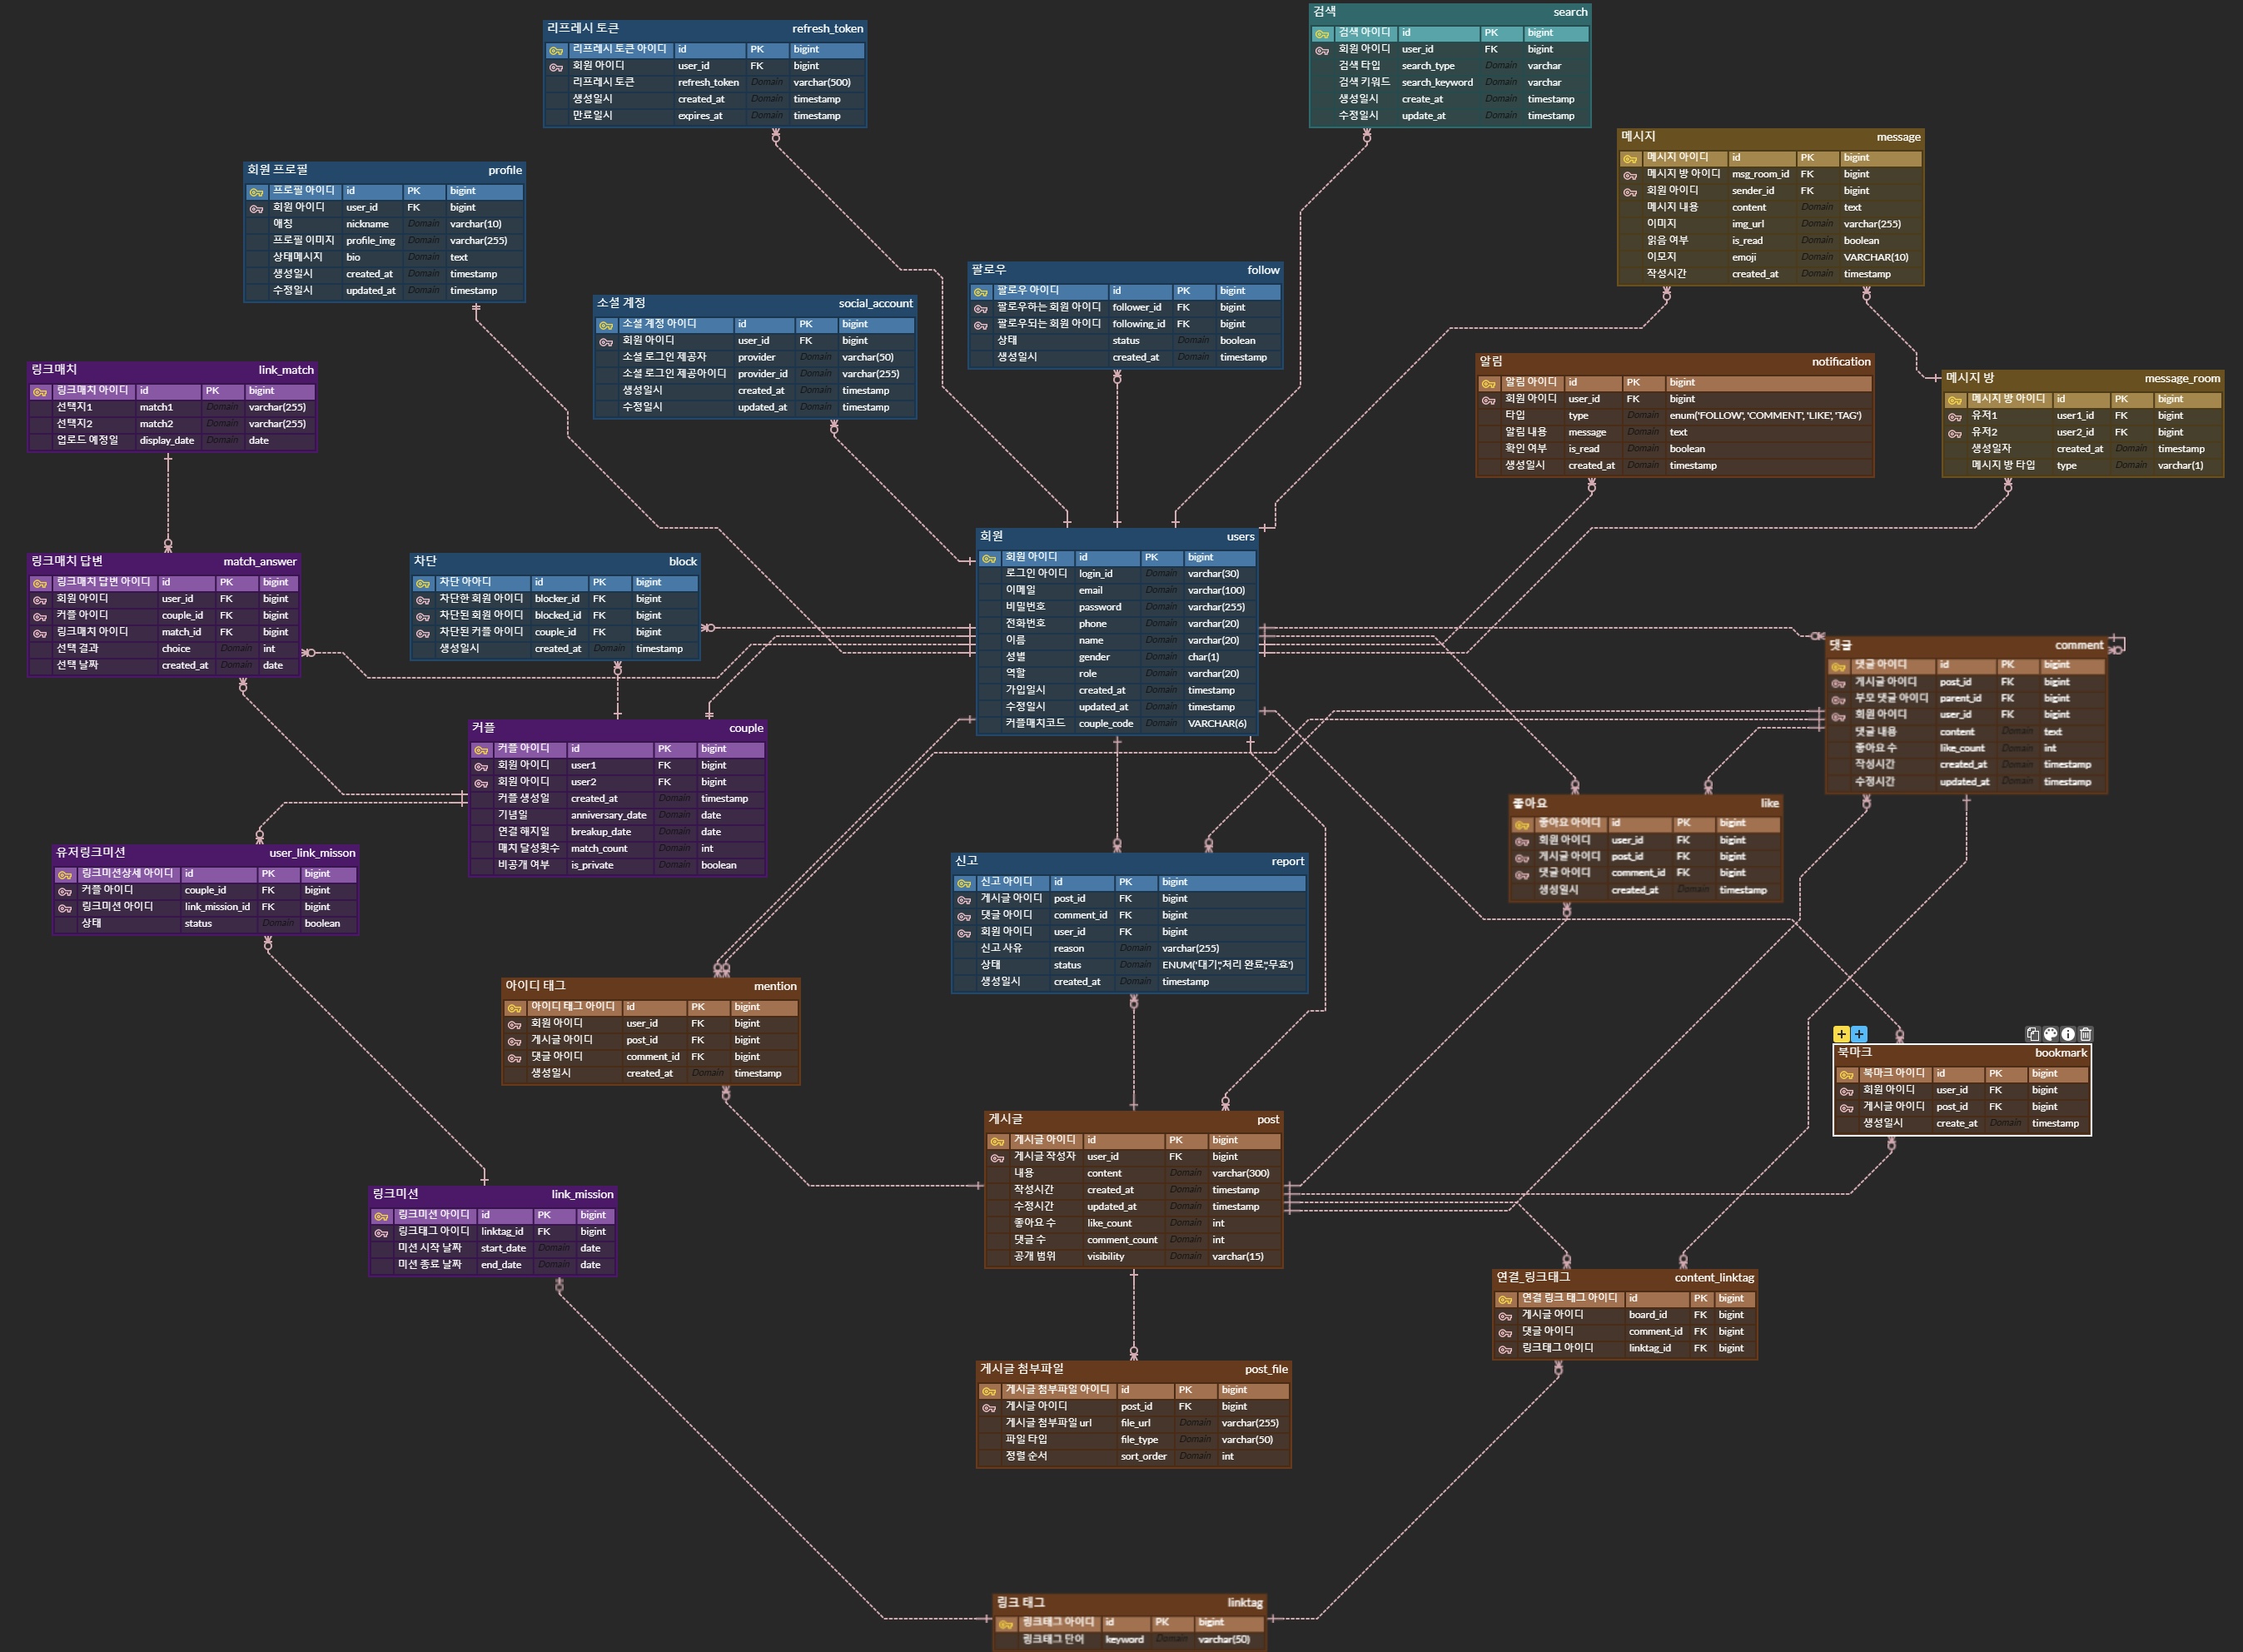 리프레시 토큰 refresh_token
리프레시 토큰 아이디 id PK bigint
회원 아이디 user_id FK bigint
리프레시 토큰 refresh_token Domain varchar(500)
생성일시 created_at Domain timestamp
만료일시 expires_at Domain timestamp
검색 search
검색 아이디 id PK bigint
회원 아이디 user_id FK bigint
검색 타입 search_type Domain varchar
검색 키워드 search_keyword Domain varchar
생성일시 create_at Domain timestamp
수정일시 update_at Domain timestamp
메시지 message
메시지 아이디 id PK bigint
메시지 방 아이디 msg_room_id FK bigint
회원 아이디 sender_id FK bigint
메시지 내용 content Domain text
이미지 img_url Domain varchar(255)
읽음 여부 is_read Domain boolean
이모지 emoji Domain VARCHAR(10)
작성시간 created_at Domain timestamp
회원 프로필 profile
프로필 아이디 id PK bigint
회원 아이디 user_id FK bigint
애칭 nickname Domain varchar(10)
프로필 이미지 profile_img Domain varchar(255)
상태메시지 bio Domain text
생성일시 created_at Domain timestamp
수정일시 updated_at Domain timestamp
소셜 계정 social_account
소셜 계정 아이디 id PK bigint
회원 아이디 user_id FK bigint
소셜 로그인 제공자 provider Domain varchar(50)
소셜 로그인 제공아이디 provider_id Domain varchar(255)
생성일시 created_at Domain timestamp
수정일시 updated_at Domain timestamp
팔로우 follow
팔로우 아이디 id PK bigint
팔로우하는 회원 아이디 follower_id FK bigint
팔로우되는 회원 아이디 following_id FK bigint
상태 status Domain boolean
생성일시 created_at Domain timestamp
알림 notification
알림 아이디 id PK bigint
회원 아이디 user_id FK bigint
타입 type Domain enum('FOLLOW', 'COMMENT', 'LIKE', 'TAG')
알림 내용 message Domain text
확인 여부 is_read Domain boolean
생성일시 created_at Domain timestamp
메시지 방 message_room
메시지 방 아이디 id PK bigint
유저1 user1_id FK bigint
유저2 user2_id FK bigint
생성일자 created_at Domain timestamp
메시지 방 타입 type Domain varchar(1)
링크매치 link_match
링크매치 아이디 id PK bigint
선택지1 match1 Domain varchar(255)
선택지2 match2 Domain varchar(255)
업로드 예정일 display_date Domain date
링크매치 답변 match_answer
링크매치 답변 아이디 id PK bigint
회원 아이디 user_id FK bigint
커플 아이디 couple_id FK bigint
링크매치 아이디 match_id FK bigint
선택 결과 choice Domain int
선택 날짜 created_at Domain date
차단 block
차단 아아디 id PK bigint
차단한 회원 아이디 blocker_id FK bigint
차단된 회원 아이디 blocked_id FK bigint
차단된 커플 아이디 couple_id FK bigint
생성일시 created_at Domain timestamp
회원 users
회원 아이디 id PK bigint
로그인 아이디 login_id Domain varchar(30)
이메일 email Domain varchar(100)
비밀번호 password Domain varchar(255)
전화번호 phone Domain varchar(20)
이름 name Domain varchar(20)
성별 gender Domain char(1)
역할 role Domain varchar(20)
가입일시 created_at Domain timestamp
수정일시 updated_at Domain timestamp
커플매치코드 couple_code Domain VARCHAR(6)
댓글 comment
댓글 아이디 id PK bigint
게시글 아이디 post_id FK bigint
부모 댓글 아이디 parent_id FK bigint
회원 아이디 user_id FK bigint
댓글 내용 content Domain text
좋아요 수 like_count Domain int
작성시간 created_at Domain timestamp
수정시간 updated_at Domain timestamp
커플 couple
커플 아이디 id PK bigint
회원 아이디 user1 FK bigint
회원 아이디 user2 FK bigint
커플 생성일 created_at Domain timestamp
기념일 anniversary_date Domain date
연결 해지일 breakup_date Domain date
매치 달성횟수 match_count Domain int
비공개 여부 is_private Domain boolean
좋아요 like
좋아요 아이디 id PK bigint
회원 아이디 user_id FK bigint
게시글 아이디 post_id FK bigint
댓글 아이디 comment_id FK bigint
생성일시 created_at Domain timestamp
유저링크미션 user_link_misson
링크미션상세 아이디 id PK bigint
커플 아이디 couple_id FK bigint
링크미션 아이디 link_mission_id FK bigint
상태 status Domain boolean
신고 report
신고 아이디 id PK bigint
게시글 아이디 post_id FK bigint
댓글 아이디 comment_id FK bigint
회원 아이디 user_id FK bigint
신고 사유 reason Domain varchar(255)
상태 status Domain ENUM('대기','처리 완료','무효')
생성일시 created_at Domain timestamp
아이디 태그 mention
아이디 태그 아이디 id PK bigint
회원 아이디 user_id FK bigint
게시글 아이디 post_id FK bigint
댓글 아이디 comment_id FK bigint
생성일시 created_at Domain timestamp
북마크 bookmark
북마크 아이디 id PK bigint
회원 아이디 user_id FK bigint
게시글 아이디 post_id FK bigint
생성일시 create_at Domain timestamp
게시글 post
게시글 아이디 id PK bigint
게시글 작성자 user_id FK bigint
내용 content Domain varchar(300)
작성시간 created_at Domain timestamp
수정시간 updated_at Domain timestamp
좋아요 수 like_count Domain int
댓글 수 comment_count Domain int
공개 범위 visibility Domain varchar(15)
링크미션 link_mission
링크미션 아이디 id PK bigint
링크태그 아이디 linktag_id FK bigint
미션 시작 날짜 start_date Domain date
미션 종료 날짜 end_date Domain date
연결_링크태그 content_linktag
연결 링크 태그 아이디 id PK bigint
게시글 아이디 board_id FK bigint
댓글 아이디 comment_id FK bigint
링크태그 아이디 linktag_id FK bigint
게시글 첨부파일 post_file
게시글 첨부파일 아이디 id PK bigint
게시글 아이디 post_id FK bigint
게시글 첨부파일 url file_url Domain varchar(255)
파일 타입 file_type Domain varchar(50)
정렬 순서 sort_order Domain int
링크 태그 linktag
링크태그 아이디 id PK bigint
링크태그 단어 keyword Domain varchar(50)